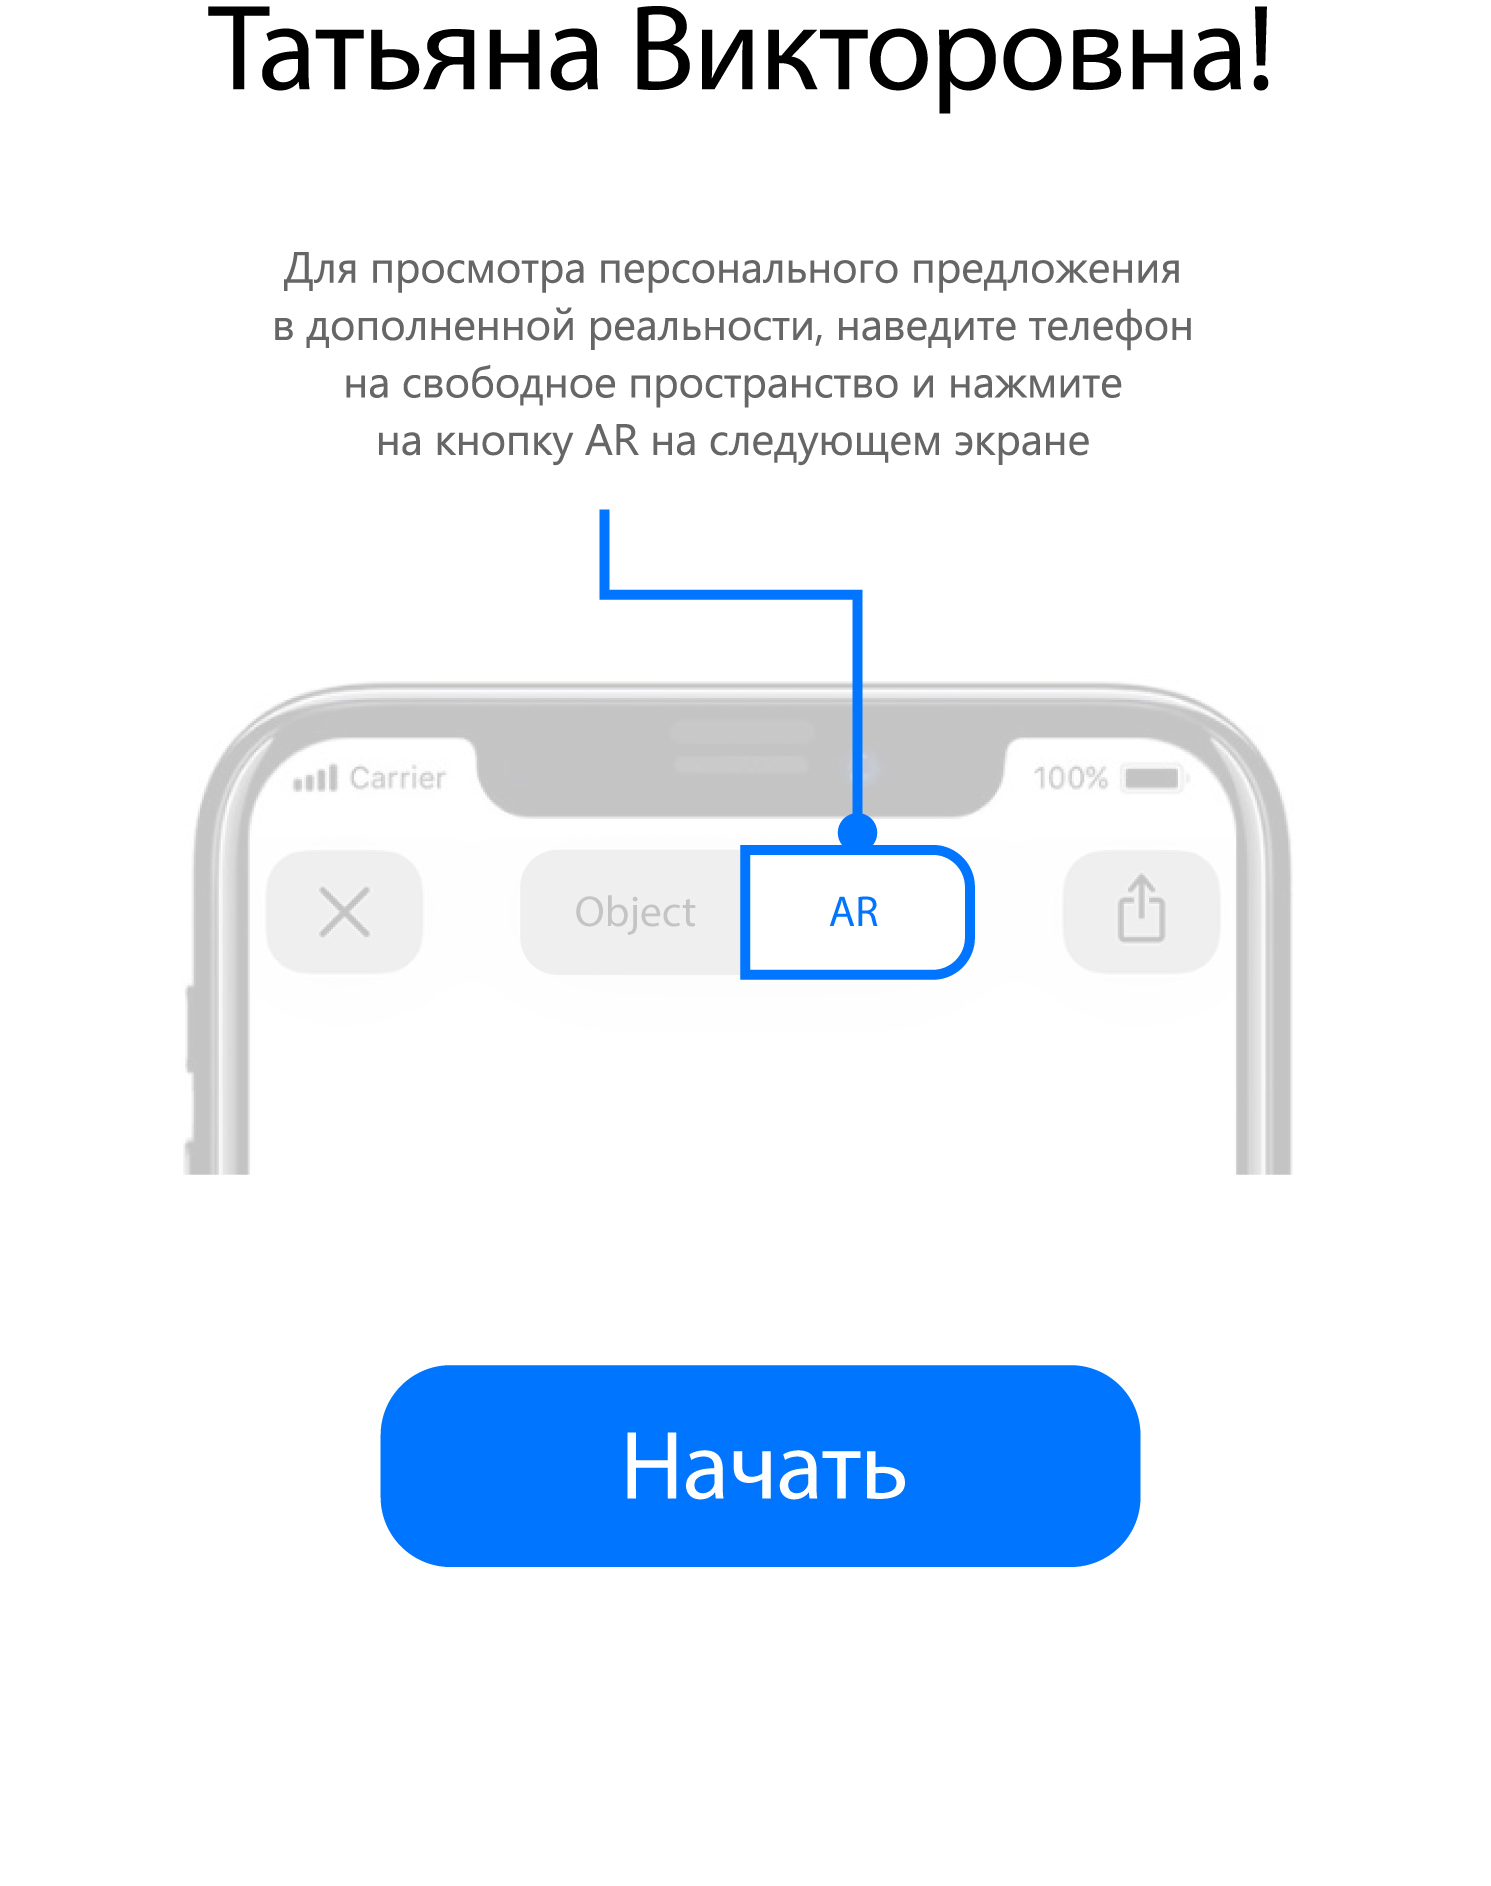 Татьяна Викторовна!
Для просмотра персонального предложения
в дополненной реальности, наведите телефон
на свободное пространство и нажмите
на кнопку AR на следующем экране
Carrier
100%
Object
AR
Начать